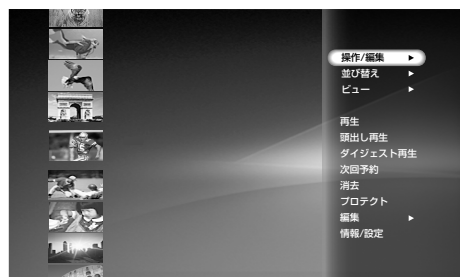 操作/編集 ▶
並び替え ▶
ビュー ▶
再生
頭出し再生
ダイジェスト再生
次回予約
消去
プロテクト
編集 ▶
情報/設定